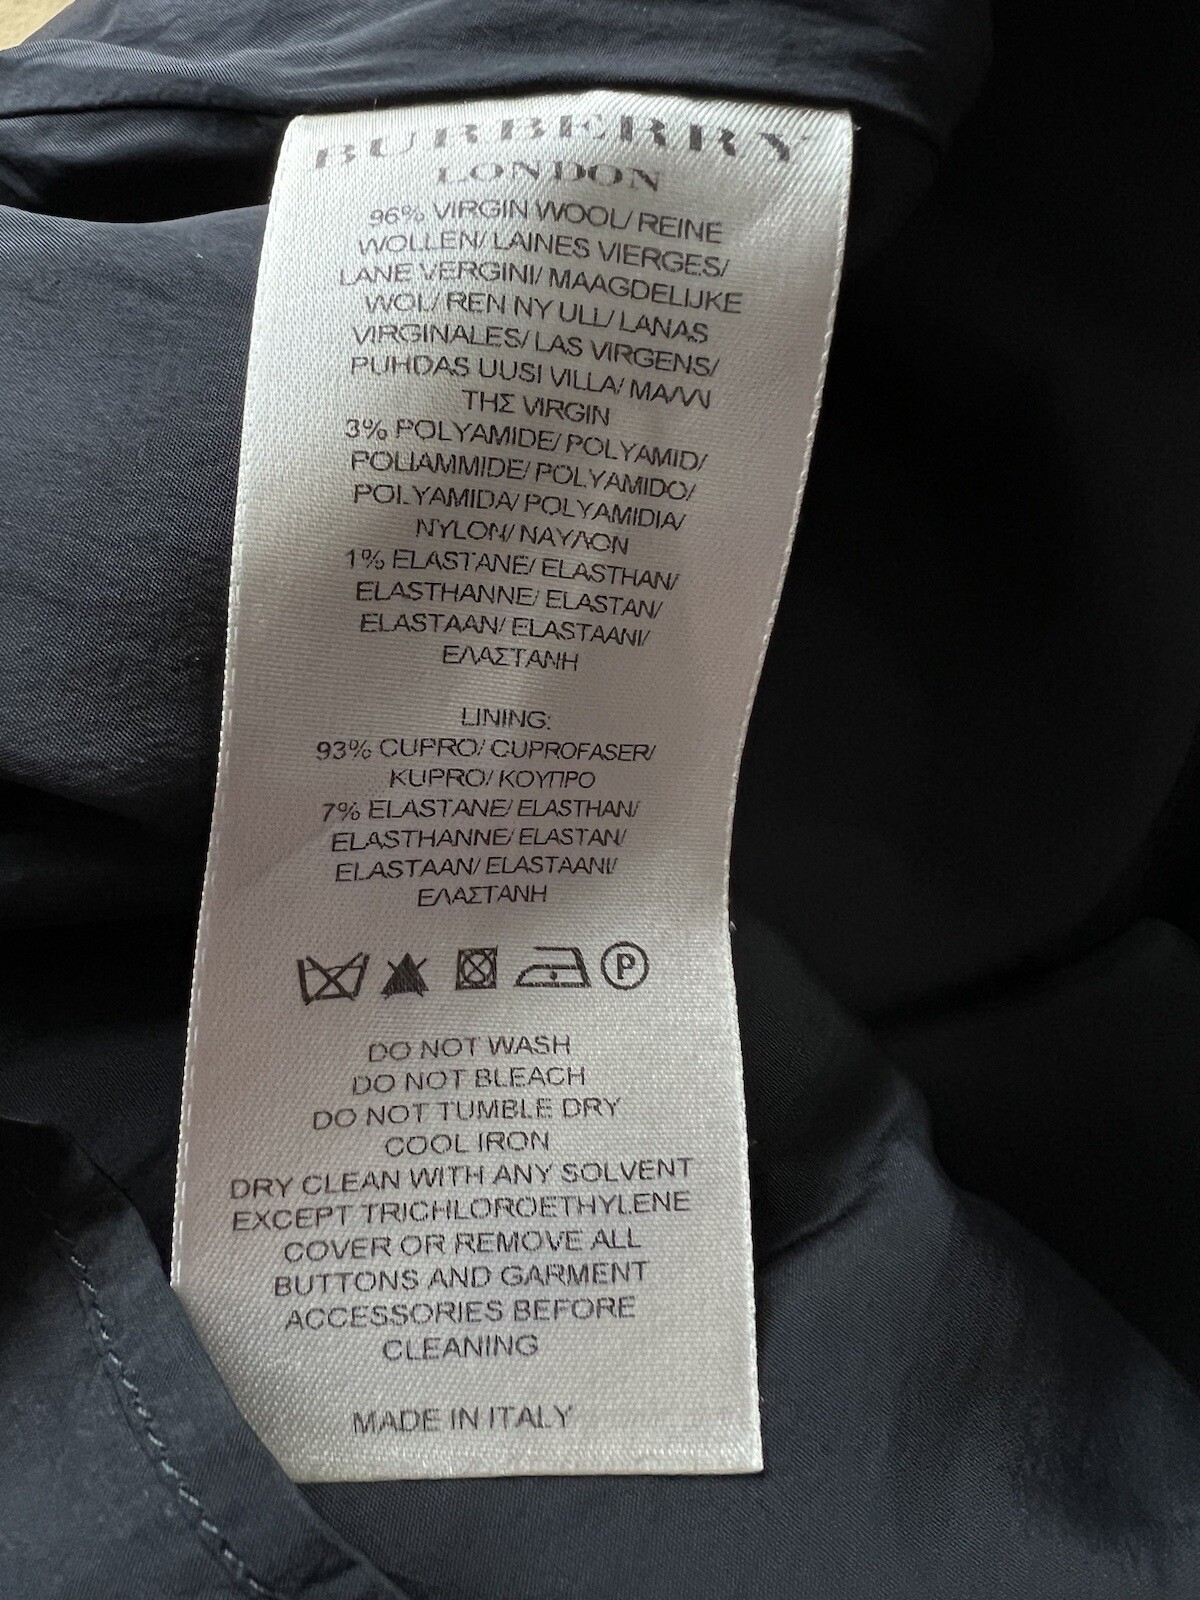 BURBERRY
LONDON
96% VIRGIN WOOL/ REINE
WOLLEN/ LAINES VIERGES/
LANE VERGINI/ MAAGDELIJKE
WOL/ REN NY ULL/ LANAS
VIRGINALES/ LAS VIRGENS/
PUHDAS UUSI VILLA/ ΜΑΛΛΙ
ΤΗΣ VIRGIN
3% POLYAMIDE/ POLYAMID/
POLIAMMIDE/ POLYAMIDO/
POLYAMIDA/ POLYAMIDIA/
NYLON/ ΝΑΥΛΟΝ
1% ELASTANE/ ELASTHAN/
ELASTHANNE/ ELASTAN/
ELASTAAN/ ELASTAANI/
ΕΛΑΣΤΑΝΗ
LINING:
93% CUPRO/ CUPROFASER/
KUPRO/ ΚΟΥΠΡΟ
7% ELASTANE/ ELASTHAN/
ELASTHANNE/ ELASTAN/
ELASTAAN/ ELASTAANI/
ΕΛΑΣΤΑΝΗ
P
DO NOT WASH
DO NOT BLEACH
DO NOT TUMBLE DRY
COOL IRON
DRY CLEAN WITH ANY SOLVENT
EXCEPT TRICHLOROETHYLENE
COVER OR REMOVE ALL
BUTTONS AND GARMENT
ACCESSORIES BEFORE
CLEANING
MADE IN ITALY